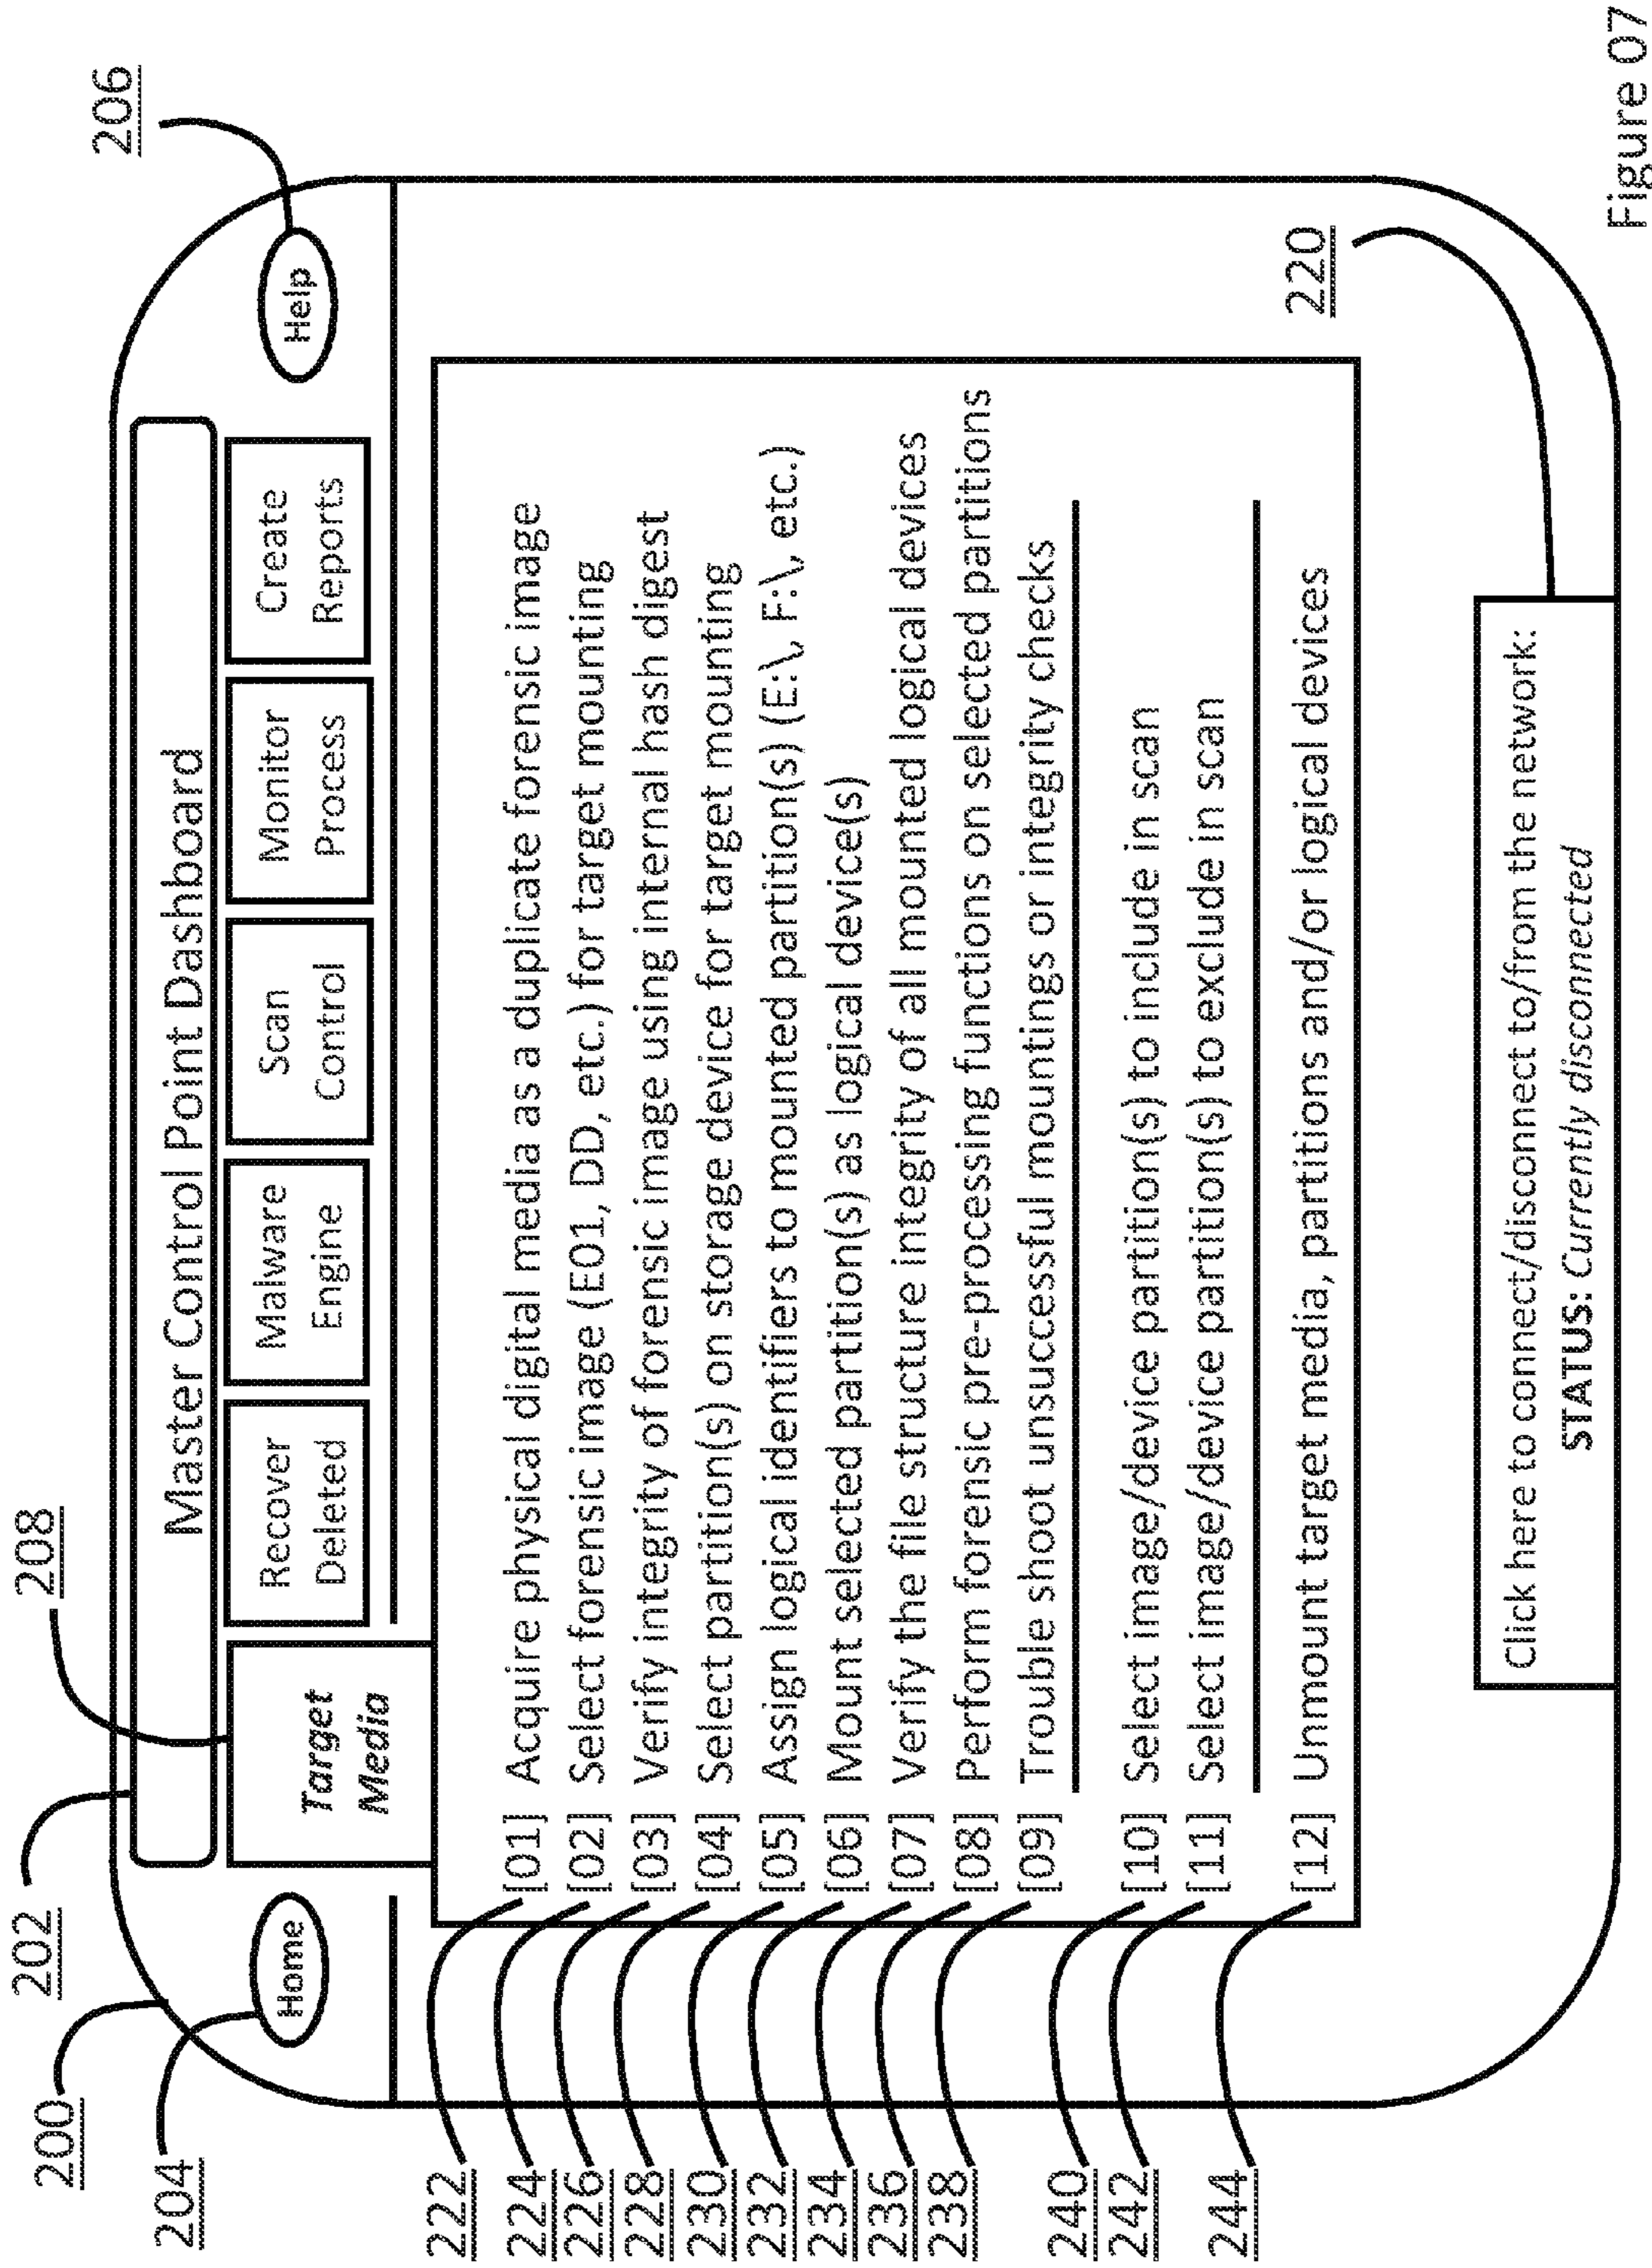 200
202
208
206
204
Master Control Point Dashboard
Home
Target
Media
Recover
Deleted
Malware
Engine
Scan
Control
Monitor
Process
Create
Reports
Help
222 [01] Acquire physical digital media as a duplicate forensic image
224 [02] Select forensic image (E01, DD, etc.) for target mounting
226 [03] Verify integrity of forensic image using internal hash digest
228 [04] Select partition(s) on storage device for target mounting
230 [05] Assign logical identifiers to mounted partition(s) (E:\, F:\, etc.)
232 [06] Mount selected partition(s) as logical device(s)
234 [07] Verify the file structure integrity of all mounted logical devices
236 [08] Perform forensic pre-processing functions on selected partitions
238 [09] Trouble shoot unsuccessful mountings or integrity checks
240 [10] Select image/device partition(s) to include in scan
242 [11] Select image/device partition(s) to exclude in scan
244 [12] Unmount target media, partitions and/or logical devices
220
Click here to connect/disconnect to/from the network:
STATUS: Currently disconnected
Figure 07